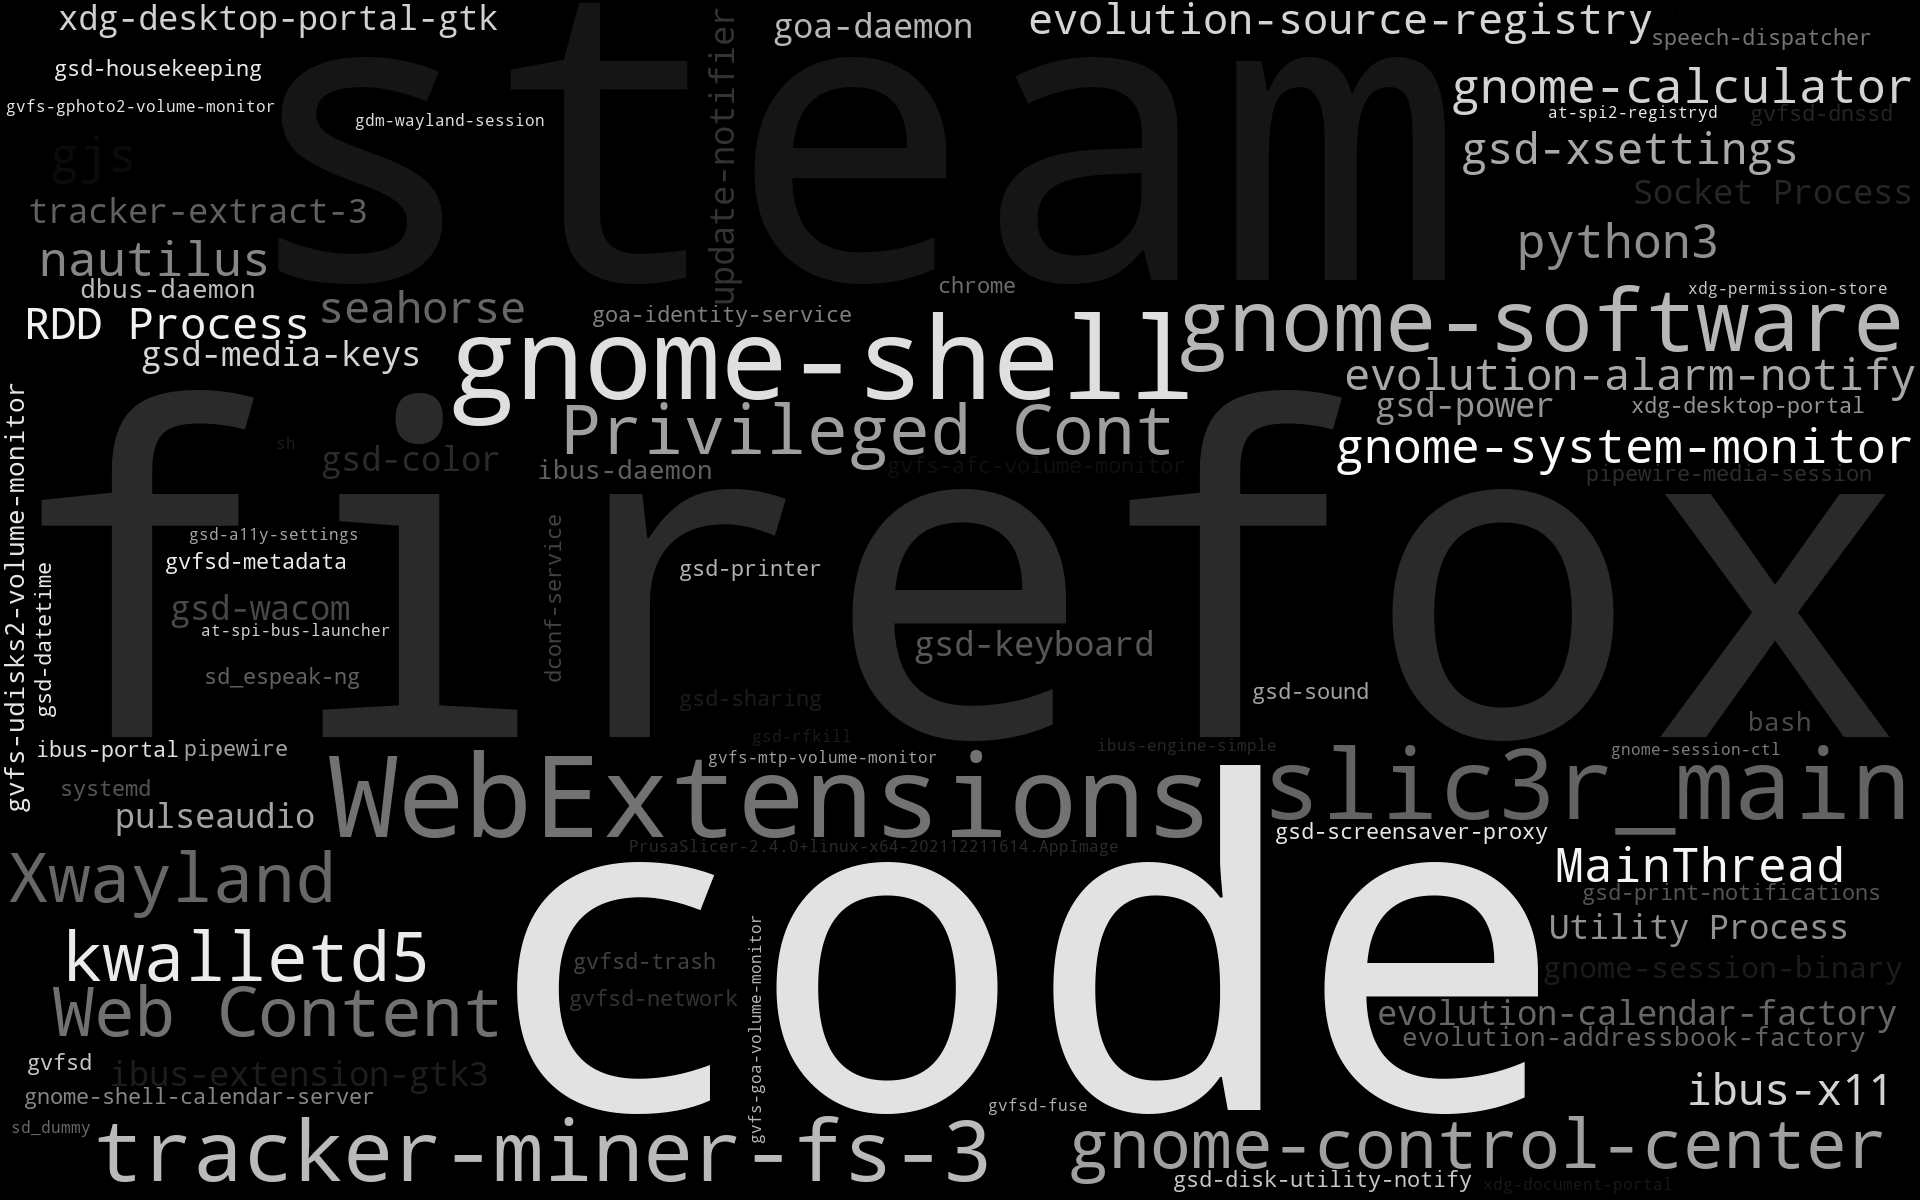 xdg-desktop-portal-gtk
goa-daemon
evolution-source-registry
speech-dispatcher
steam
update-notifier
gsd-housekeeping
gnome-calculator
gvfs-gphoto2-volume-monitor
gdm-wayland-session
at-spi2-registryd
gvfsd-dnssd
gjs
gsd-xsettings
Socket Process
tracker-extract-3
python3
nautilus
dbus-daemon
chrome
xdg-permission-store
seahorse
goa-identity-service
gnome-software
RDD Process
gsd-media-keys
gnome-shell
evolution-alarm-notify
gsd-power
xdg-desktop-portal
Privileged Cont
gnome-system-monitor
sh
gsd-color
ibus-daemon
gvfs-afc-volume-monitor
pipewire-media-session
firefox
gvfs-udisks2-volume-monitor
gsd-a11y-settings
gvfsd-metadata
gsd-datetime
dconf-service
gsd-printer
gsd-wacom
at-spi-bus-launcher
gsd-keyboard
sd_espeak-ng
gsd-sharing
gsd-sound
bash
gsd-rfkill
ibus-portal
pipewire
gvfs-mtp-volume-monitor
ibus-engine-simple
gnome-session-ctl
systemd
WebExtensions
slic3r_main
pulseaudio
gsd-screensaver-proxy
PrusaSlicer-2.4.0+linux-x64-202112211614.AppImage
MainThread
Xwayland
gsd-print-notifications
code
Utility Process
kwalletd5
gvfsd-trash
gvfs-goa-volume-monitor
gnome-session-binary
gvfsd-network
Web Content
evolution-calendar-factory
evolution-addressbook-factory
gvfsd
ibus-extension-gtk3
gnome-shell-calendar-server
ibus-x11
gvfsd-fuse
sd_dummy
tracker-miner-fs-3
gnome-control-center
gsd-disk-utility-notify
xdg-document-portal